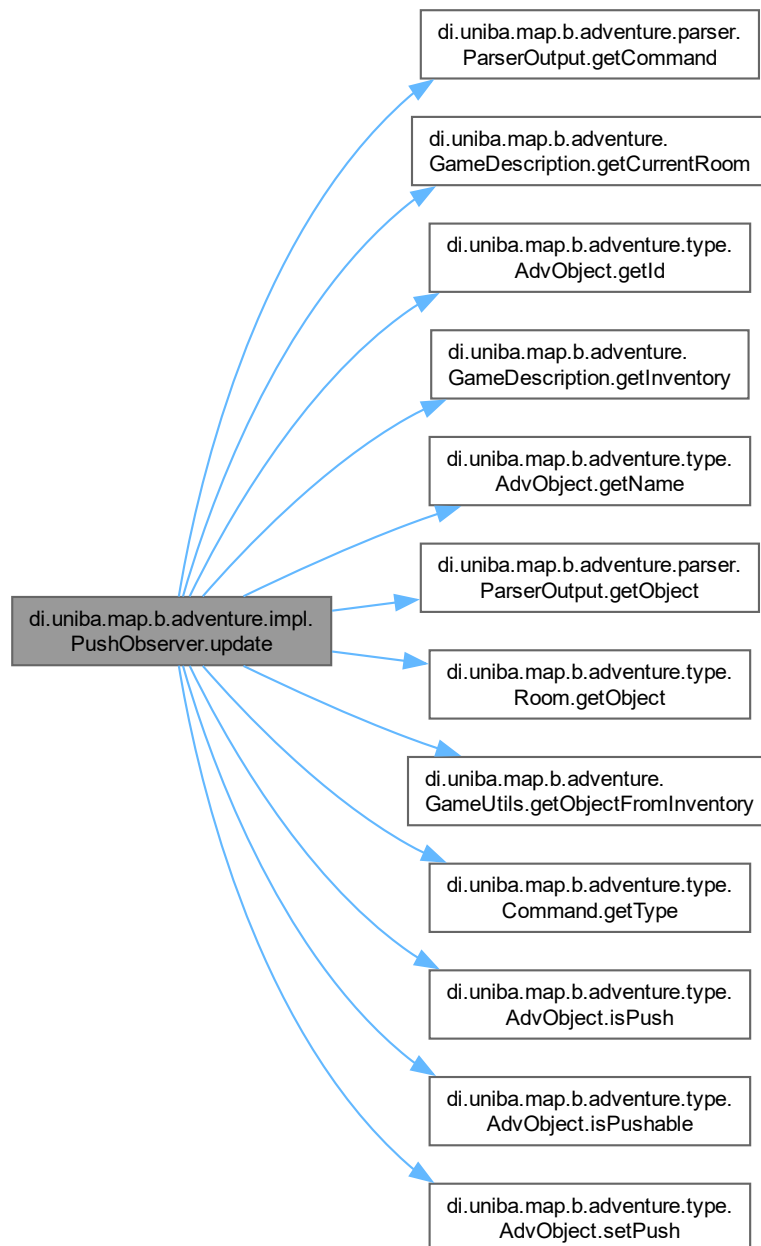 di.uniba.map.b.adventure.parser.
ParserOutput.getCommand
di.uniba.map.b.adventure.
GameDescription.getCurrentRoom
di.uniba.map.b.adventure.type.
AdvObject.getId
di.uniba.map.b.adventure.
GameDescription.getInventory
di.uniba.map.b.adventure.type.
AdvObject.getName
di.uniba.map.b.adventure.parser.
ParserOutput.getObject
di.uniba.map.b.adventure.impl.
PushObserver.update
di.uniba.map.b.adventure.type.
Room.getObject
di.uniba.map.b.adventure.
GameUtils.getObjectFromInventory
di.uniba.map.b.adventure.type.
Command.getType
di.uniba.map.b.adventure.type.
AdvObject.isPush
di.uniba.map.b.adventure.type.
AdvObject.isPushable
di.uniba.map.b.adventure.type.
AdvObject.setPush